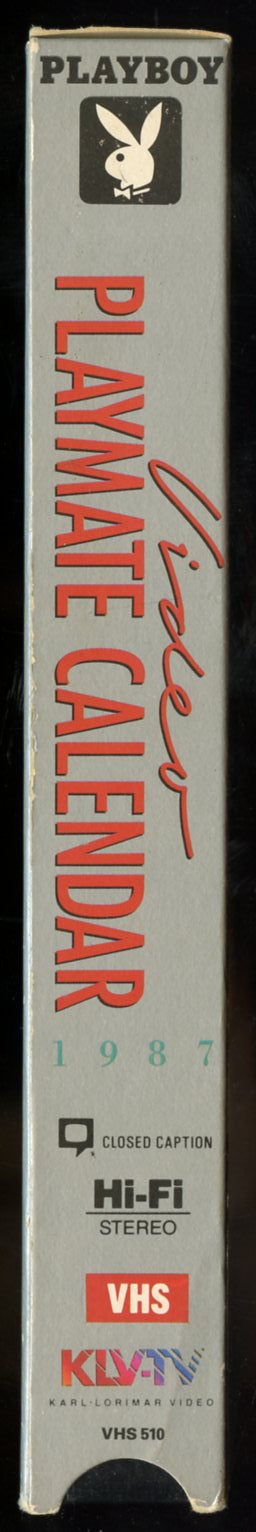 PLAYBOY
Video
PLAYMATE CALENDAR
1987
CLOSED CAPTION
Hi-Fi
STEREO
VHS
KLV-TV
KARL·LORIMAR VIDEO
VHS 510